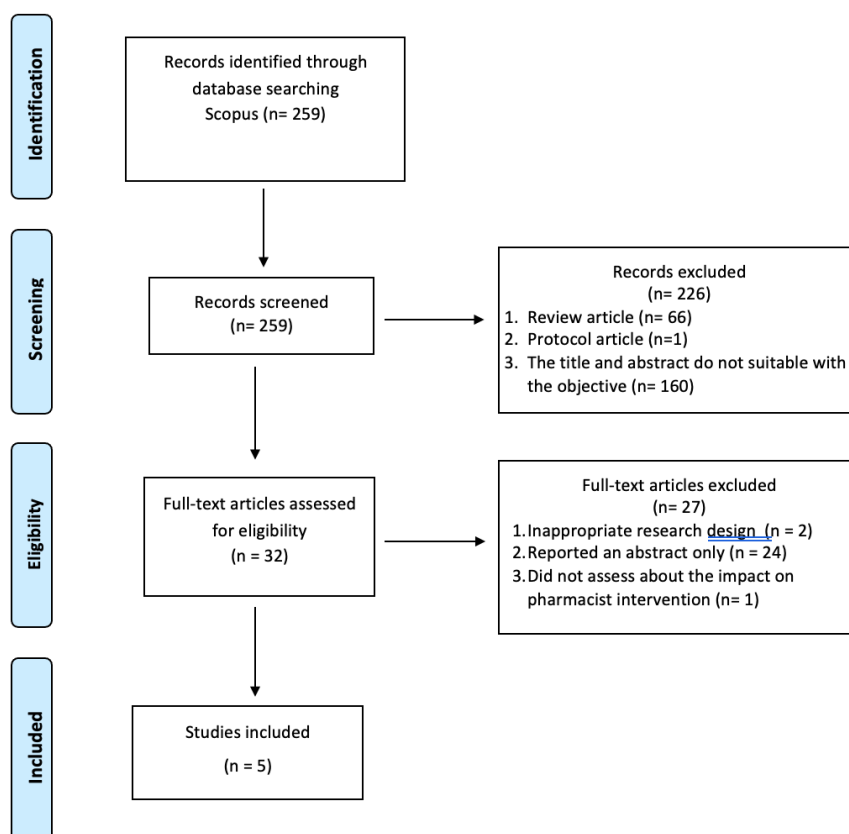 Identification
Records identified through
database searching
Scopus (n= 259)
Screening
Records screened
(n= 259)
Records excluded
(n= 226)
1. Review article (n= 66)
2. Protocol article (n=1)
3. The title and abstract do not suitable with
the objective (n= 160)
Eligibility
Full-text articles assessed
for eligibility
(n = 32)
Full-text articles excluded
(n= 27)
1.Inappropriate research design (n = 2)
2.Reported an abstract only (n = 24)
3.Did not assess about the impact on
pharmacist intervention (n= 1)
Included
Studies included
(n = 5)